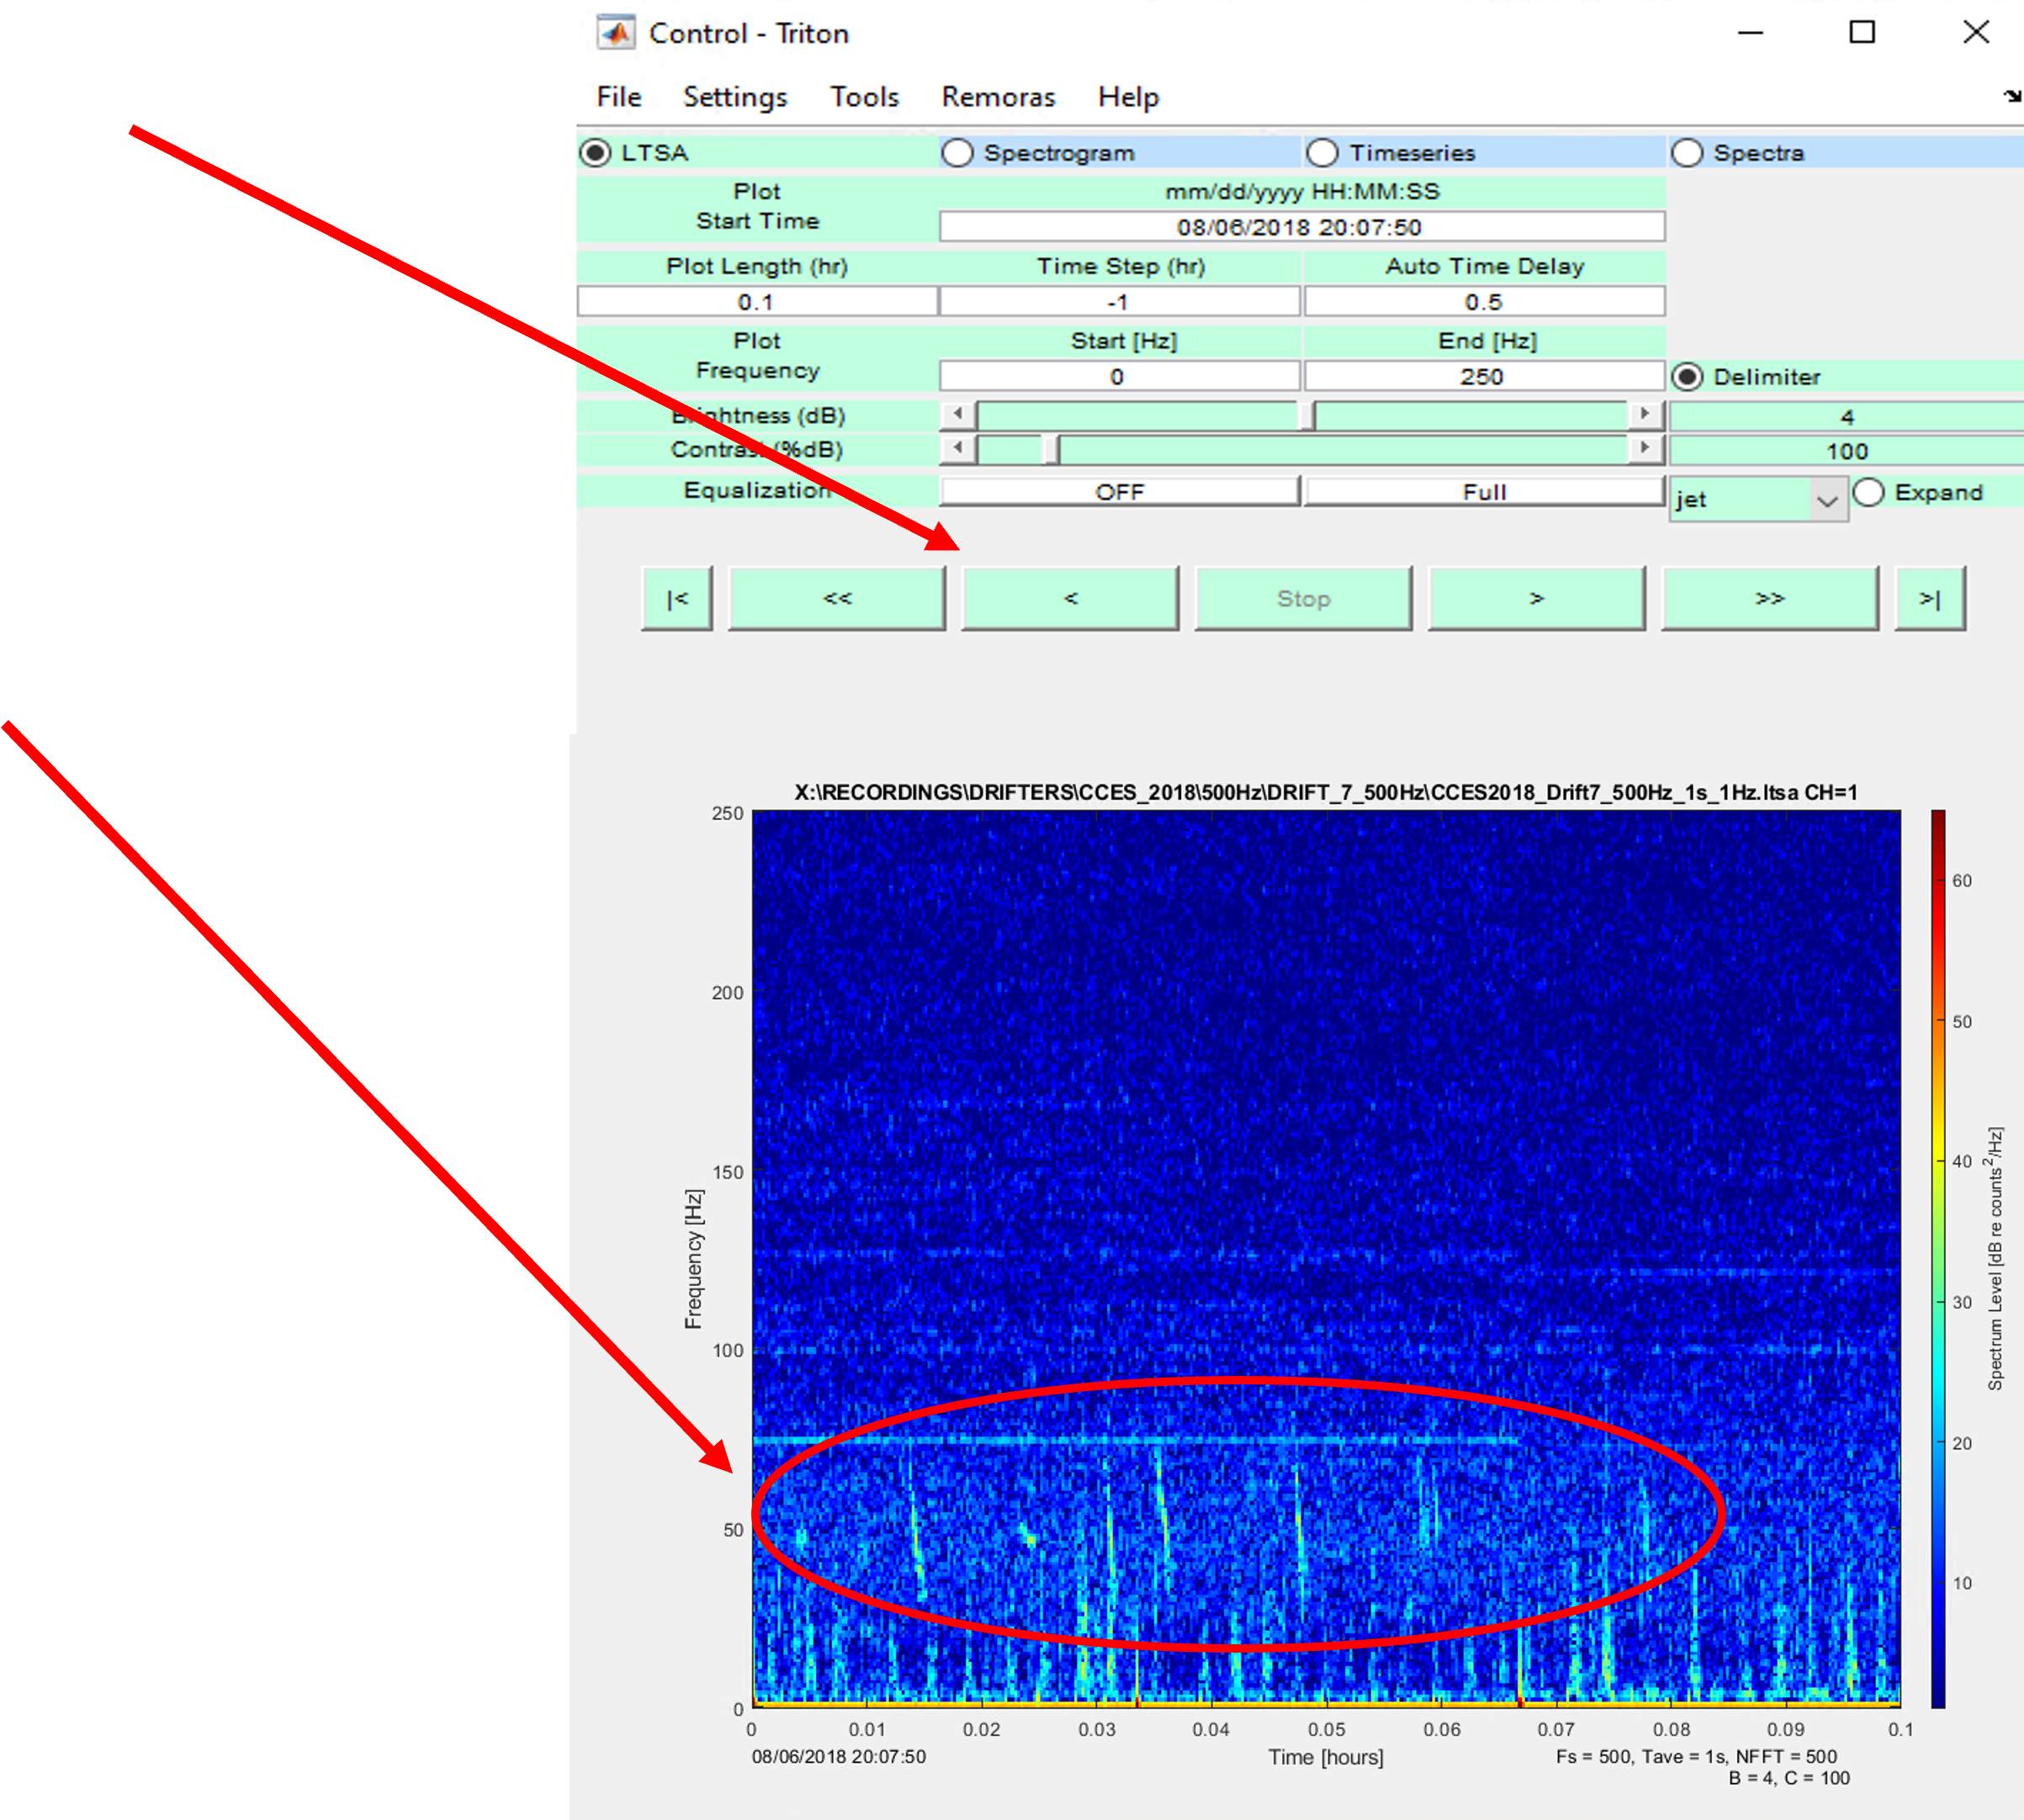 Control - Triton
File Settings Tools Remoras Help
LTSA Spectrogram Timeseries Spectra
Plot mm/dd/yyyy HH:MM:SS
Start Time 08/06/2018 20:07:50
Plot Length (hr) Time Step (hr) Auto Time Delay
0.1 -1 0.5
Plot Start [Hz] End [Hz]
Frequency 0 250 Delimiter
Brightness (dB) 4
Contrast (%dB) 100
Equalization OFF Full jet Expand
|< << < Stop > >> >|
X:\RECORDINGS\DRIFTERS\CCES_2018\500Hz\DRIFT_7_500Hz\CCES2018_Drift7_500Hz_1s_1Hz.ltsa CH=1
250
200
150
100
50
0
Frequency [Hz]
0 0.01 0.02 0.03 0.04 0.05 0.06 0.07 0.08 0.09 0.1
08/06/2018 20:07:50 Time [hours] Fs = 500, Tave = 1s, NFFT = 500
B = 4, C = 100
60
50
40
30
20
10
Spectrum Level [dB re counts²/Hz]